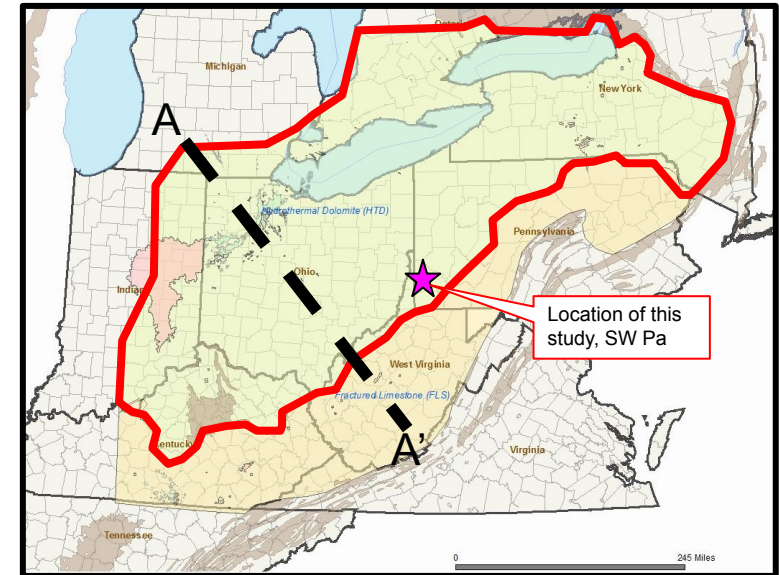 Ontario
Michigan
New York
A
Hydrothermal Dolomite (HTD)
Pennsylvania
Ohio
Indiana
Location of this
study, SW Pa
West Virginia
Fractured Limestone (FLS)
Kentucky
A'
Virginia
Tennessee
0 245 Miles